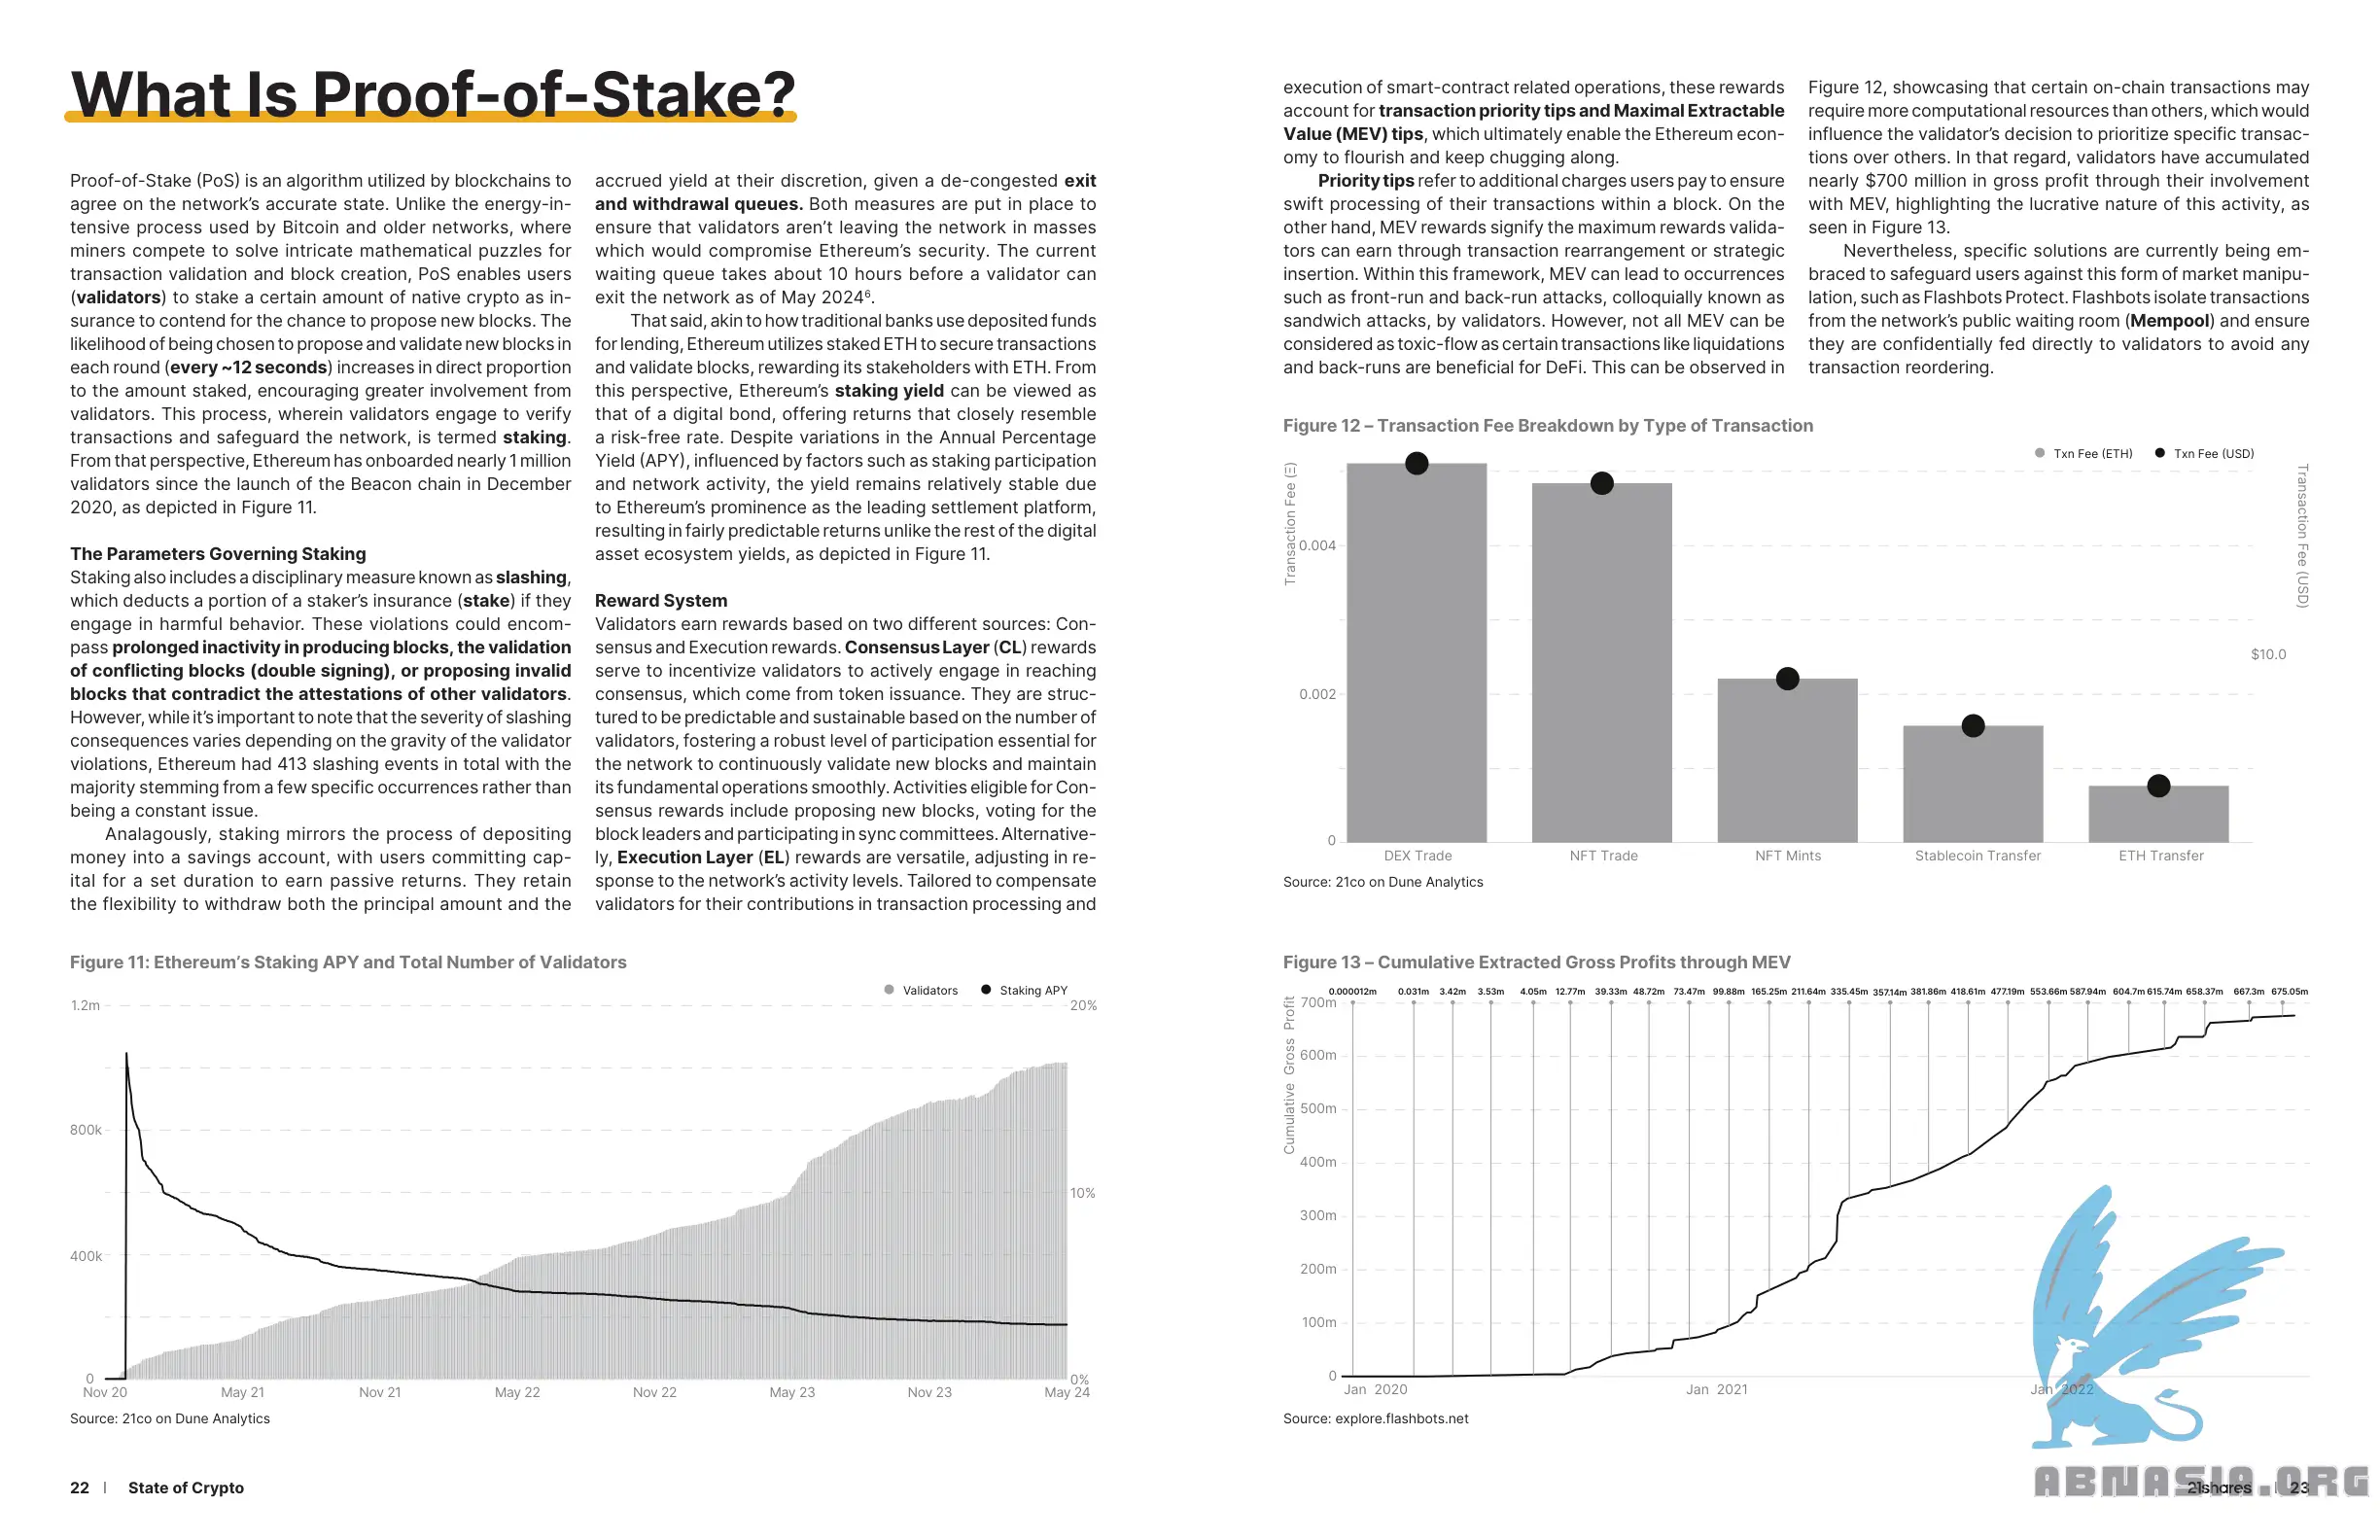 What Is Proof-of-Stake?
Proof-of-Stake (PoS) is an algorithm utilized by blockchains to
agree on the network's accurate state. Unlike the energy-in-
tensive process used by Bitcoin and older networks, where
miners compete to solve intricate mathematical puzzles for
transaction validation and block creation, PoS enables users
(validators) to stake a certain amount of native crypto as in-
surance to contend for the chance to propose new blocks. The
likelihood of being chosen to propose and validate new blocks in
each round (every ~12 seconds) increases in direct proportion
to the amount staked, encouraging greater involvement from
validators. This process, wherein validators engage to verify
transactions and safeguard the network, is termed staking.
From that perspective, Ethereum has onboarded nearly 1 million
validators since the launch of the Beacon chain in December
2020, as depicted in Figure 11.
The Parameters Governing Staking
Staking also includes a disciplinary measure known as slashing,
which deducts a portion of a staker's insurance (stake) if they
engage in harmful behavior. These violations could encom-
pass prolonged inactivity in producing blocks, the validation
of conflicting blocks (double signing), or proposing invalid
blocks that contradict the attestations of other validators.
However, while it's important to note that the severity of slashing
consequences varies depending on the gravity of the validator
violations, Ethereum had 413 slashing events in total with the
majority stemming from a few specific occurrences rather than
being a constant issue.
Analagously, staking mirrors the process of depositing
money into a savings account, with users committing cap-
ital for a set duration to earn passive returns. They retain
the flexibility to withdraw both the principal amount and the
accrued yield at their discretion, given a de-congested exit
and withdrawal queues. Both measures are put in place to
ensure that validators aren't leaving the network in masses
which would compromise Ethereum's security. The current
waiting queue takes about 10 hours before a validator can
exit the network as of May 2024⁶.
That said, akin to how traditional banks use deposited funds
for lending, Ethereum utilizes staked ETH to secure transactions
and validate blocks, rewarding its stakeholders with ETH. From
this perspective, Ethereum's staking yield can be viewed as
that of a digital bond, offering returns that closely resemble
a risk-free rate. Despite variations in the Annual Percentage
Yield (APY), influenced by factors such as staking participation
and network activity, the yield remains relatively stable due
to Ethereum's prominence as the leading settlement platform,
resulting in fairly predictable returns unlike the rest of the digital
asset ecosystem yields, as depicted in Figure 11.
Reward System
Validators earn rewards based on two different sources: Con-
sensus and Execution rewards. Consensus Layer (CL) rewards
serve to incentivize validators to actively engage in reaching
consensus, which come from token issuance. They are struc-
tured to be predictable and sustainable based on the number of
validators, fostering a robust level of participation essential for
the network to continuously validate new blocks and maintain
its fundamental operations smoothly. Activities eligible for Con-
sensus rewards include proposing new blocks, voting for the
block leaders and participating in sync committees. Alternative-
ly, Execution Layer (EL) rewards are versatile, adjusting in re-
sponse to the network's activity levels. Tailored to compensate
validators for their contributions in transaction processing and
Figure 11: Ethereum's Staking APY and Total Number of Validators
Validators Staking APY
1.2m 20%
800k
10%
400k
0 0%
Nov 20 May 21 Nov 21 May 22 Nov 22 May 23 Nov 23 May 24
Source: 21co on Dune Analytics
22 | State of Crypto
execution of smart-contract related operations, these rewards
account for transaction priority tips and Maximal Extractable
Value (MEV) tips, which ultimately enable the Ethereum econ-
omy to flourish and keep chugging along.
Priority tips refer to additional charges users pay to ensure
swift processing of their transactions within a block. On the
other hand, MEV rewards signify the maximum rewards valida-
tors can earn through transaction rearrangement or strategic
insertion. Within this framework, MEV can lead to occurrences
such as front-run and back-run attacks, colloquially known as
sandwich attacks, by validators. However, not all MEV can be
considered as toxic-flow as certain transactions like liquidations
and back-runs are beneficial for DeFi. This can be observed in
Figure 12, showcasing that certain on-chain transactions may
require more computational resources than others, which would
influence the validator's decision to prioritize specific transac-
tions over others. In that regard, validators have accumulated
nearly $700 million in gross profit through their involvement
with MEV, highlighting the lucrative nature of this activity, as
seen in Figure 13.
Nevertheless, specific solutions are currently being em-
braced to safeguard users against this form of market manipu-
lation, such as Flashbots Protect. Flashbots isolate transactions
from the network's public waiting room (Mempool) and ensure
they are confidentially fed directly to validators to avoid any
transaction reordering.
Figure 12 – Transaction Fee Breakdown by Type of Transaction
Txn Fee (ETH) Txn Fee (USD)
Transaction Fee (Ξ)
Transaction Fee (USD)
0.004
$10.0
0.002
0
DEX Trade NFT Trade NFT Mints Stablecoin Transfer ETH Transfer
Source: 21co on Dune Analytics
Figure 13 – Cumulative Extracted Gross Profits through MEV
0.000012m 0.031m 3.42m 3.53m 4.05m 12.77m 39.33m 48.72m 73.47m 99.88m 165.25m 211.64m 335.45m 357.14m 381.86m 418.61m 477.19m 553.66m 587.94m 604.7m 615.74m 658.37m 667.3m 675.05m
Cumulative Gross Profit
700m
600m
500m
400m
300m
200m
100m
0
Jan 2020 Jan 2021 Jan 2022
Source: explore.flashbots.net
21shares | 23
ABNASIA.ORG